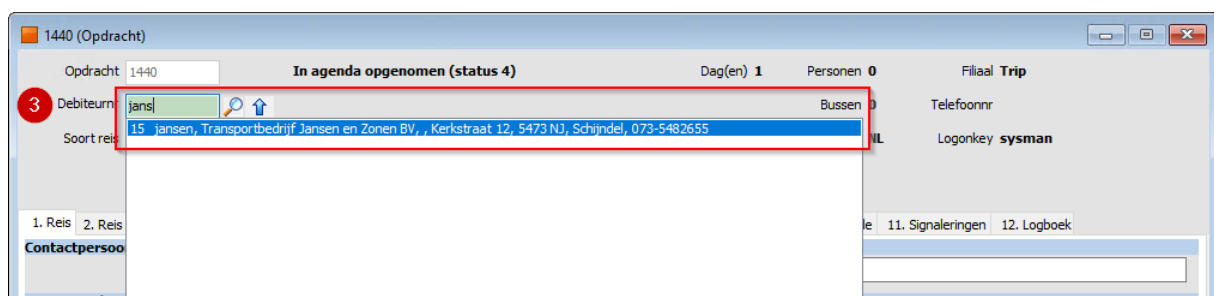 1440 (Opdracht)
Opdracht 1440 In agenda opgenomen (status 4) Dag(en) 1 Personen 0 Filiaal Trip
3 Debiteurnr jans Bussen 0 Telefoonnr
15 jansen, Transportbedrijf Jansen en Zonen BV, , Kerkstraat 12, 5473 NJ, Schijndel, 073-5482655
Soort reis NL Logonkey sysman
1. Reis 2. Reis le 11. Signaleringen 12. Logboek
Contactpersoo